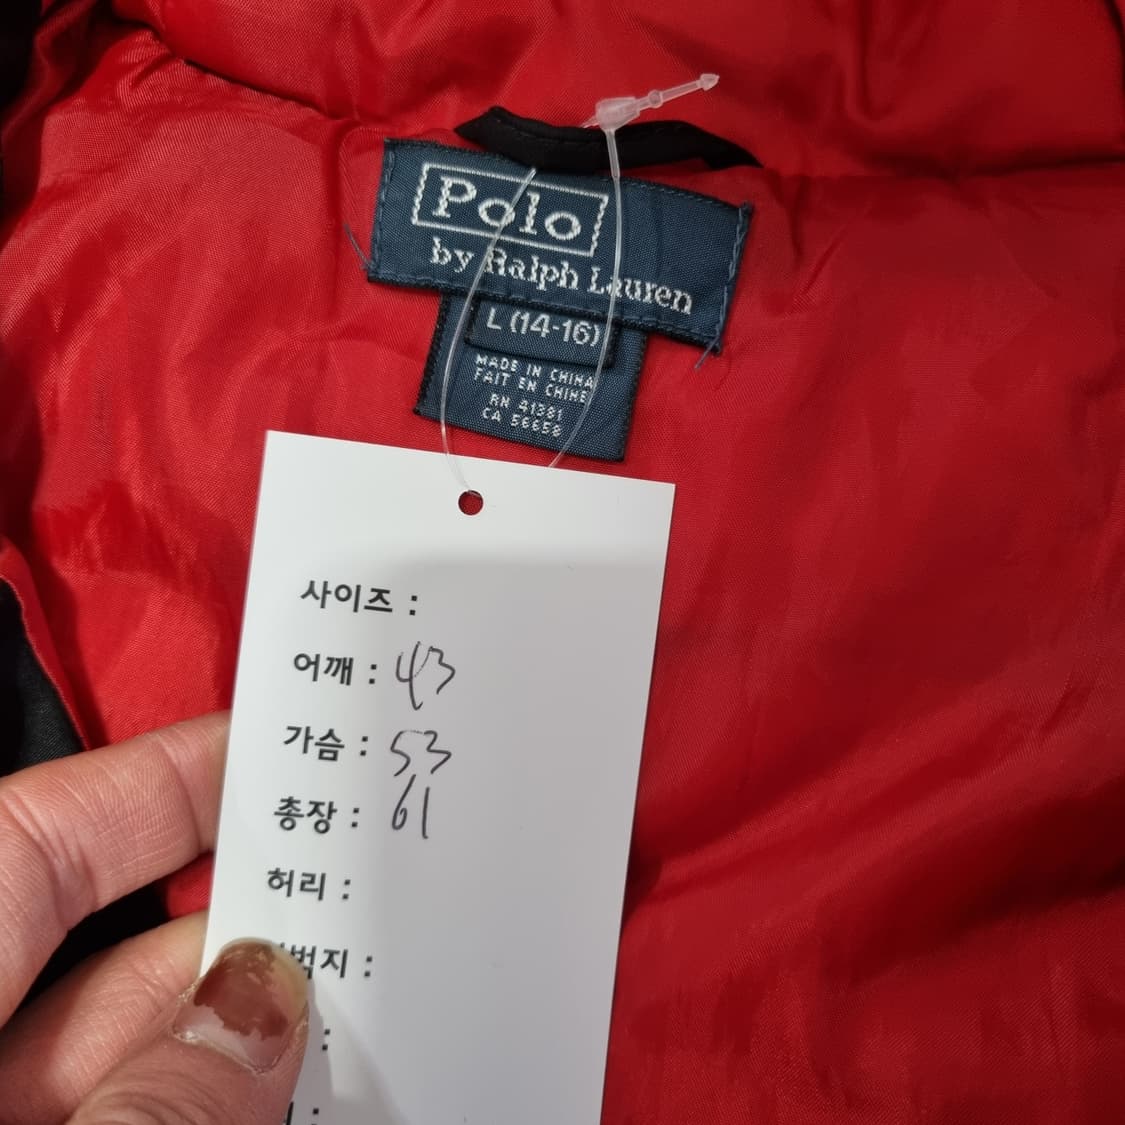 Polo
by Ralph Lauren
L (14-16)
MADE IN CHINA
FAIT EN CHINE
RN 41381
CA 56658
사이즈 :
어깨 : 43
가슴 : 53
총장 : 61
허리 :
:
: